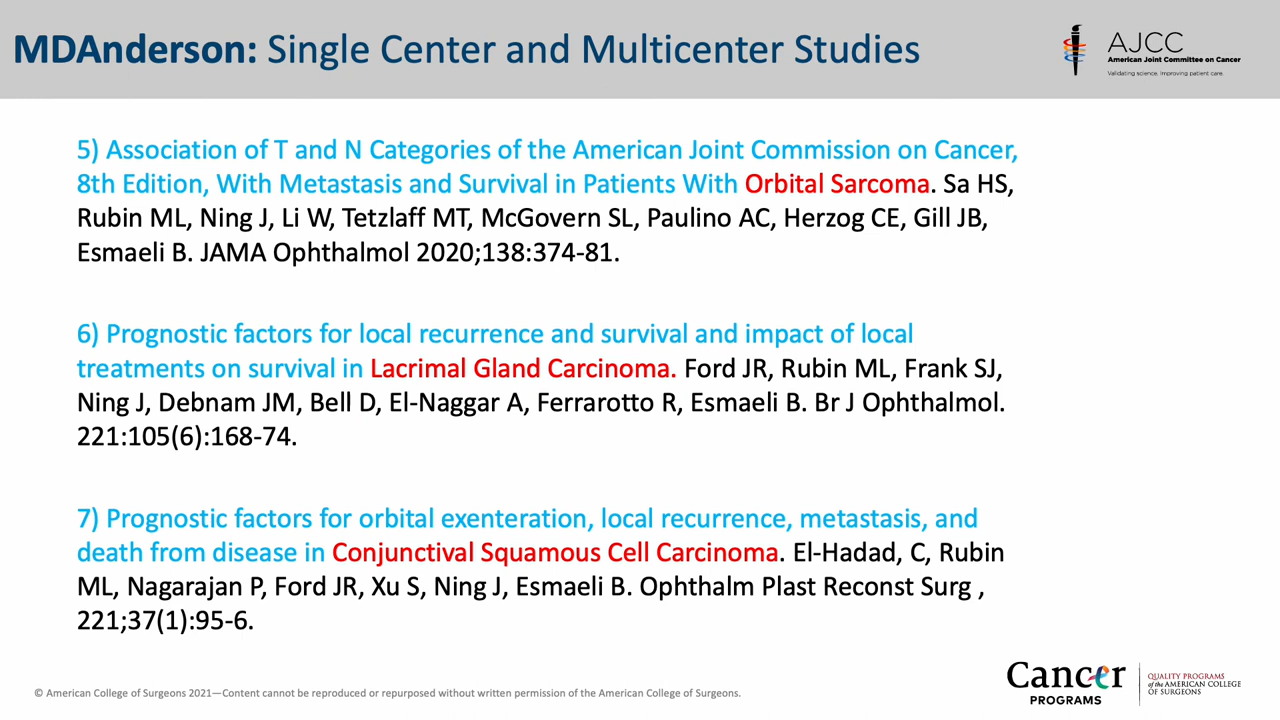 MDAnderson: Single Center and Multicenter Studies
AJCC
American Joint Committee on Cancer
Validating science. Improving patient care.
5) Association of T and N Categories of the American Joint Commission on Cancer,
8th Edition, With Metastasis and Survival in Patients With Orbital Sarcoma. Sa HS,
Rubin ML, Ning J, Li W, Tetzlaff MT, McGovern SL, Paulino AC, Herzog CE, Gill JB,
Esmaeli B. JAMA Ophthalmol 2020;138:374-81.
6) Prognostic factors for local recurrence and survival and impact of local
treatments on survival in Lacrimal Gland Carcinoma. Ford JR, Rubin ML, Frank SJ,
Ning J, Debnam JM, Bell D, El-Naggar A, Ferrarotto R, Esmaeli B. Br J Ophthalmol.
221:105(6):168-74.
7) Prognostic factors for orbital exenteration, local recurrence, metastasis, and
death from disease in Conjunctival Squamous Cell Carcinoma. El-Hadad, C, Rubin
ML, Nagarajan P, Ford JR, Xu S, Ning J, Esmaeli B. Ophthalm Plast Reconst Surg ,
221;37(1):95-6.
© American College of Surgeons 2021—Content cannot be reproduced or repurposed without written permission of the American College of Surgeons.
Cancer
PROGRAMS
QUALITY PROGRAMS
of the AMERICAN COLLEGE
OF SURGEONS